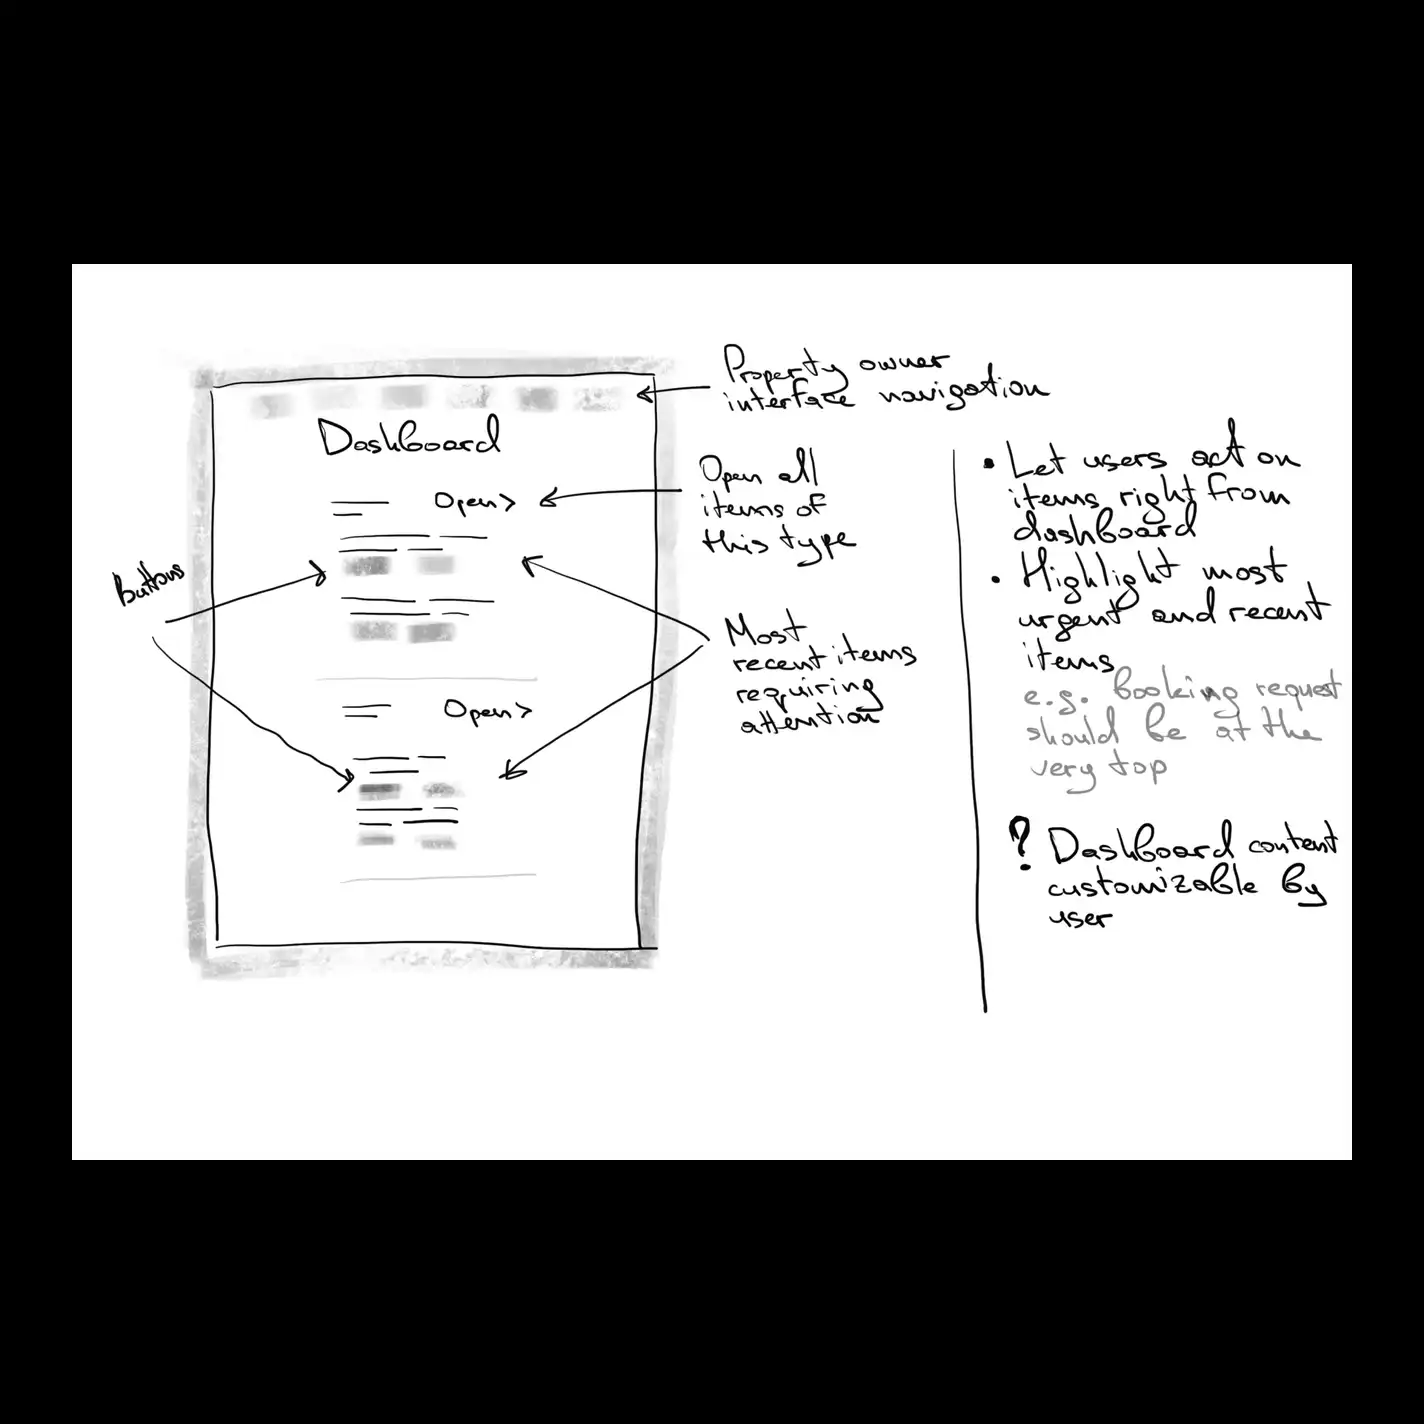 Property owner
interface navigation
Dashboard
Open >
Open all
items of
this type
Buttons
Most
recent items
requiring
attention
Open >
• Let users act on
items right from
dashboard
• Highlight most
urgent and recent
items
e.g. booking request
should be at the
very top
? Dashboard content
customizable by
user